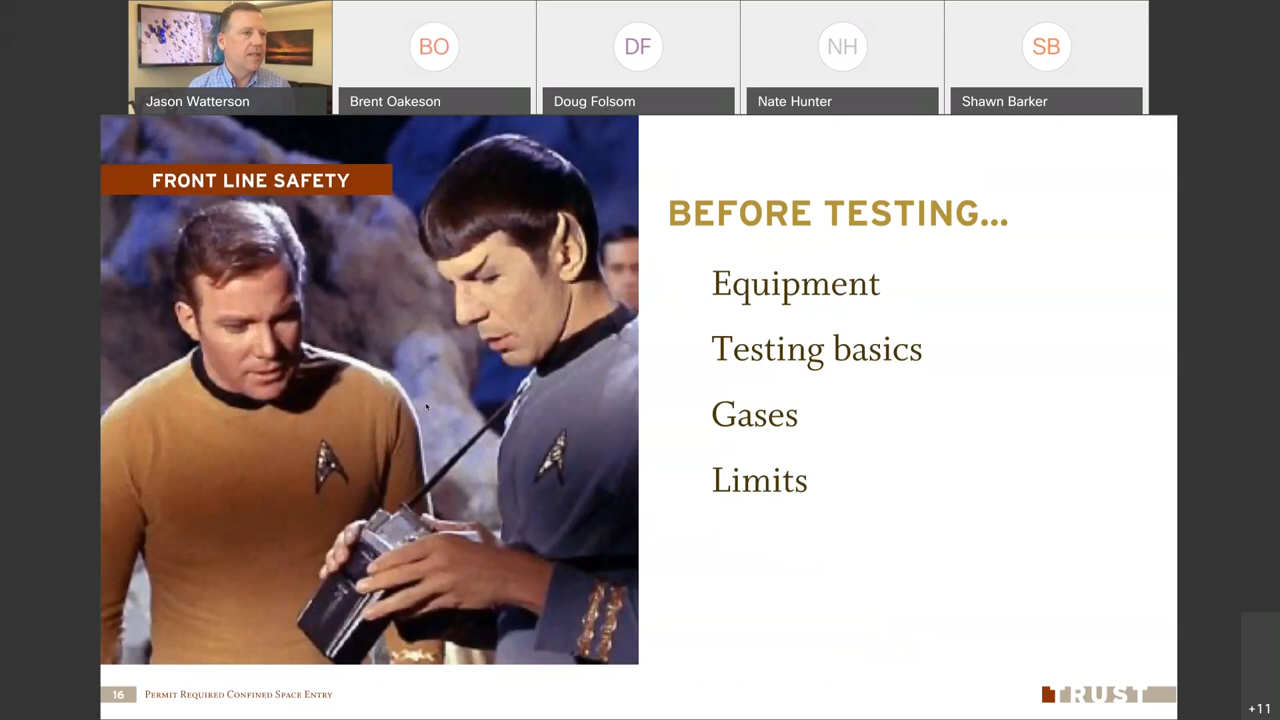 BO
DF
NH
SB
Jason Watterson
Brent Oakeson
Doug Folsom
Nate Hunter
Shawn Barker
FRONT LINE SAFETY
BEFORE TESTING...
Equipment
Testing basics
Gases
Limits
16
Permit Required Confined Space Entry
TRUST
+11